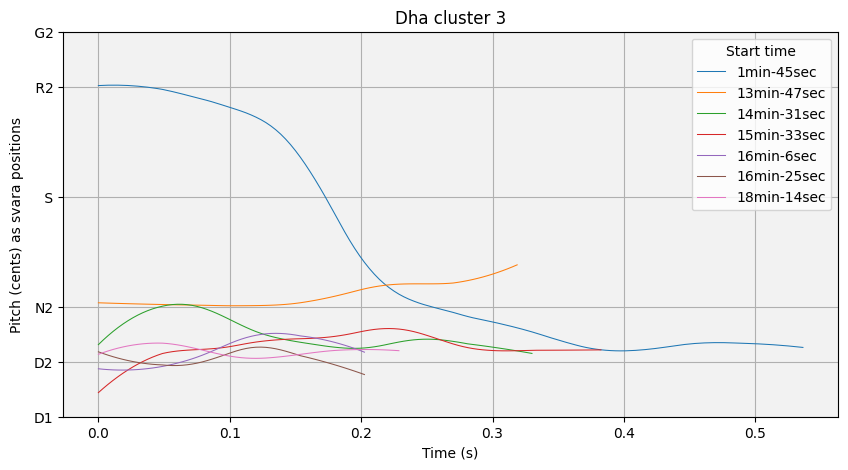 Dha cluster 3
G2
R2
S
N2
D2
D1
Pitch (cents) as svara positions
0.0
0.1
0.2
0.3
0.4
0.5
Time (s)
Start time
1min-45sec
13min-47sec
14min-31sec
15min-33sec
16min-6sec
16min-25sec
18min-14sec